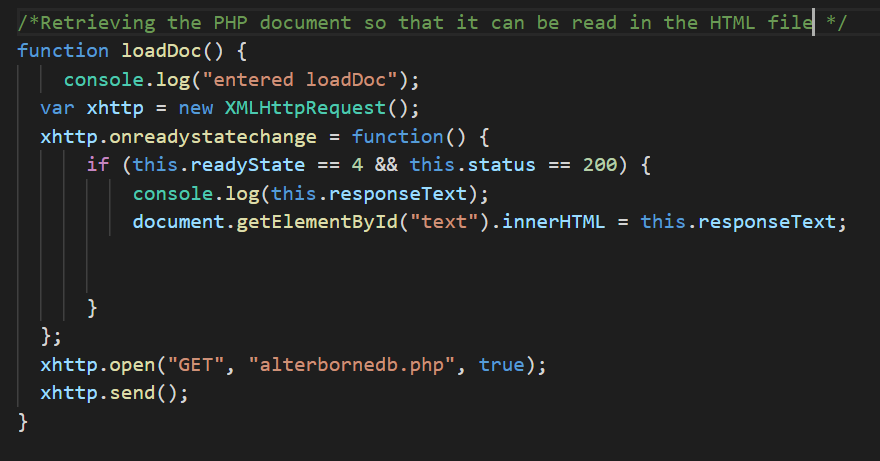 /*Retrieving the PHP document so that it can be read in the HTML file */
function loadDoc() {
console.log("entered loadDoc");
var xhttp = new XMLHttpRequest();
xhttp.onreadystatechange = function() {
if (this.readyState == 4 && this.status == 200) {
console.log(this.responseText);
document.getElementById("text").innerHTML = this.responseText;
}
};
xhttp.open("GET", "alterbornedb.php", true);
xhttp.send();
}